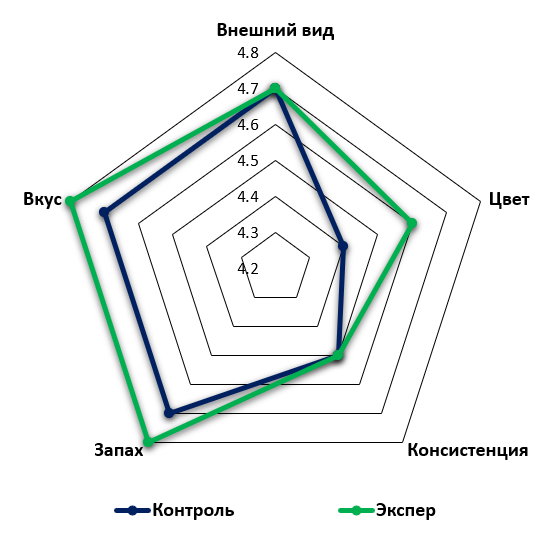 Внешний вид
4.8
4.7
4.6
4.5
4.4
4.3
4.2
Вкус
Цвет
Запах
Консистенция
Контроль
Экспер